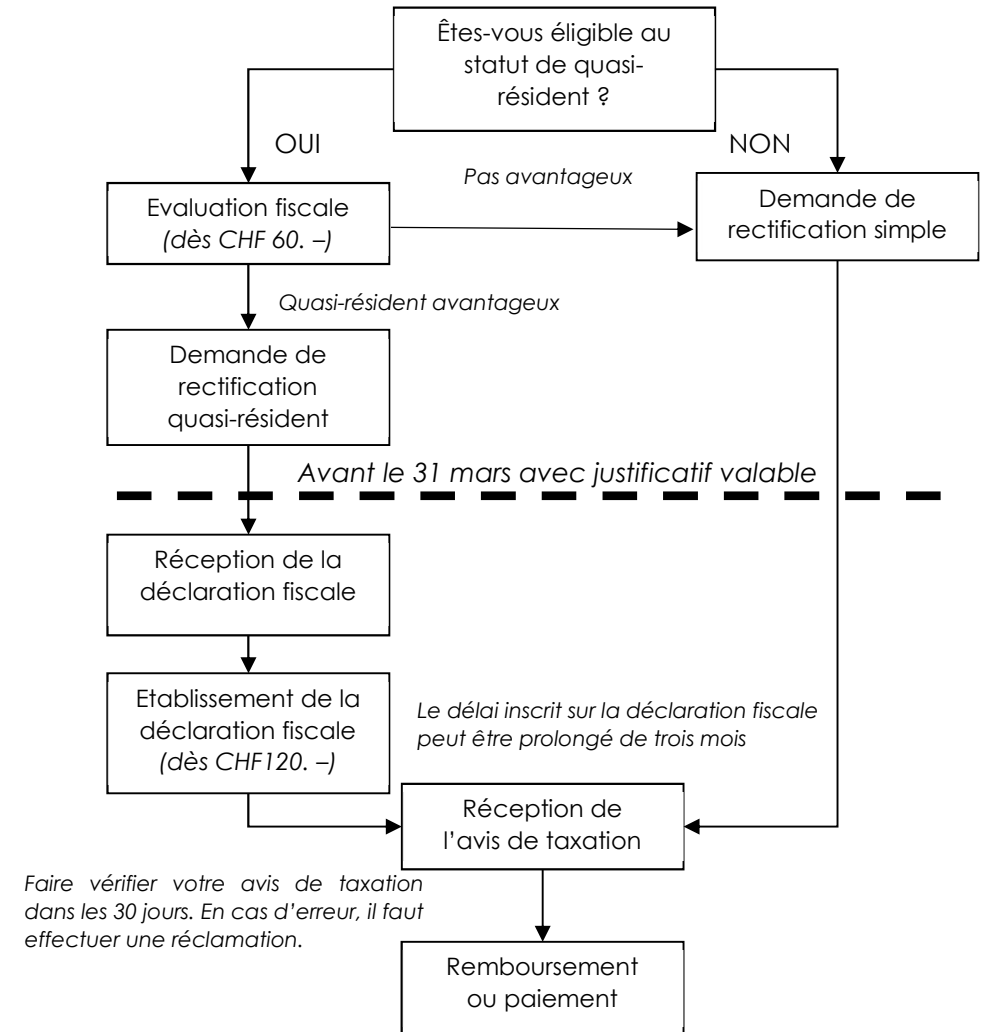 Êtes-vous éligible au
statut de quasi-
résident ?
OUI
NON
Pas avantageux
Evaluation fiscale
(dès CHF 60. –)
Demande de
rectification simple
Quasi-résident avantageux
Demande de
rectification
quasi-résident
Avant le 31 mars avec justificatif valable
Réception de la
déclaration fiscale
Etablissement de la
déclaration fiscale
(dès CHF120. –)
Le délai inscrit sur la déclaration fiscale
peut être prolongé de trois mois
Réception de
l’avis de taxation
Faire vérifier votre avis de taxation
dans les 30 jours. En cas d’erreur, il faut
effectuer une réclamation.
Remboursement
ou paiement